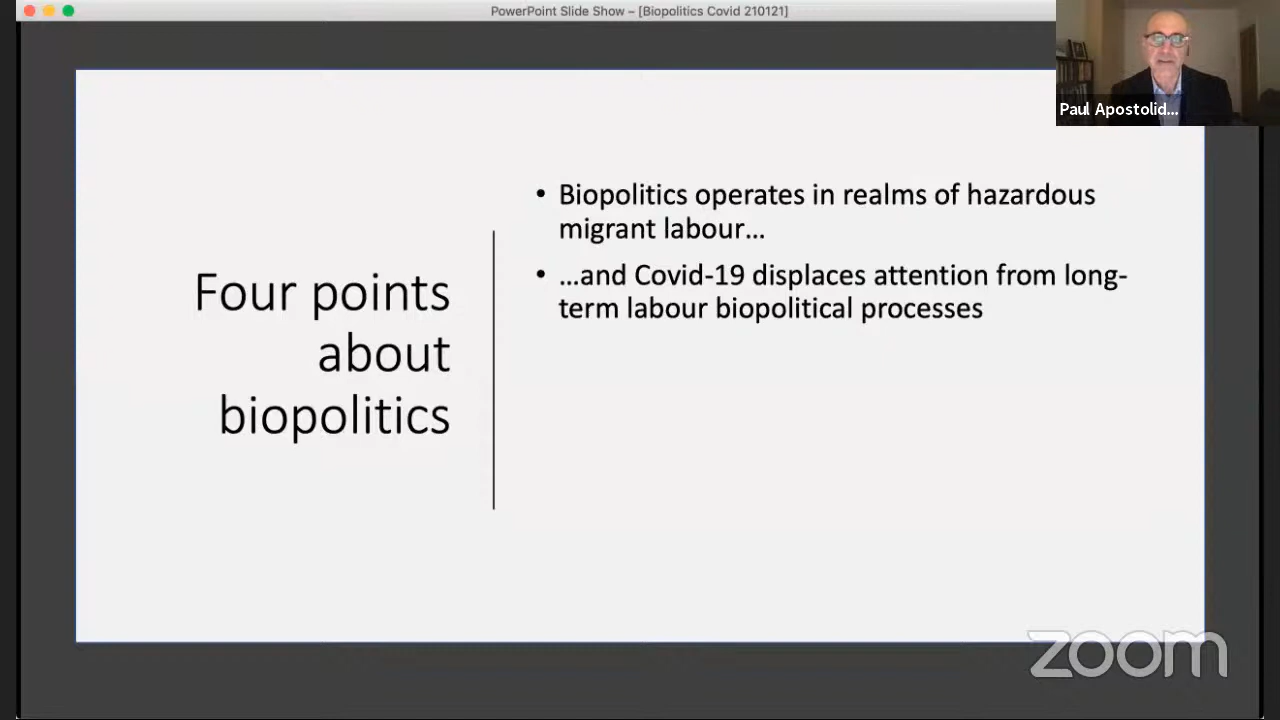 PowerPoint Slide Show – [Biopolitics Covid 210121]
Paul Apostolid...
Four points
about
biopolitics
• Biopolitics operates in realms of hazardous
migrant labour…
• …and Covid-19 displaces attention from long-
term labour biopolitical processes
zoom